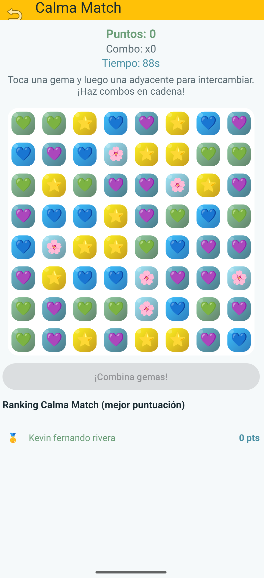 Calma Match
Puntos: 0
Combo: x0
Tiempo: 88s
Toca una gema y luego una adyacente para intercambiar.
¡Haz combos en cadena!
¡Combina gemas!
Ranking Calma Match (mejor puntuación)
Kevin fernando rivera 0 pts